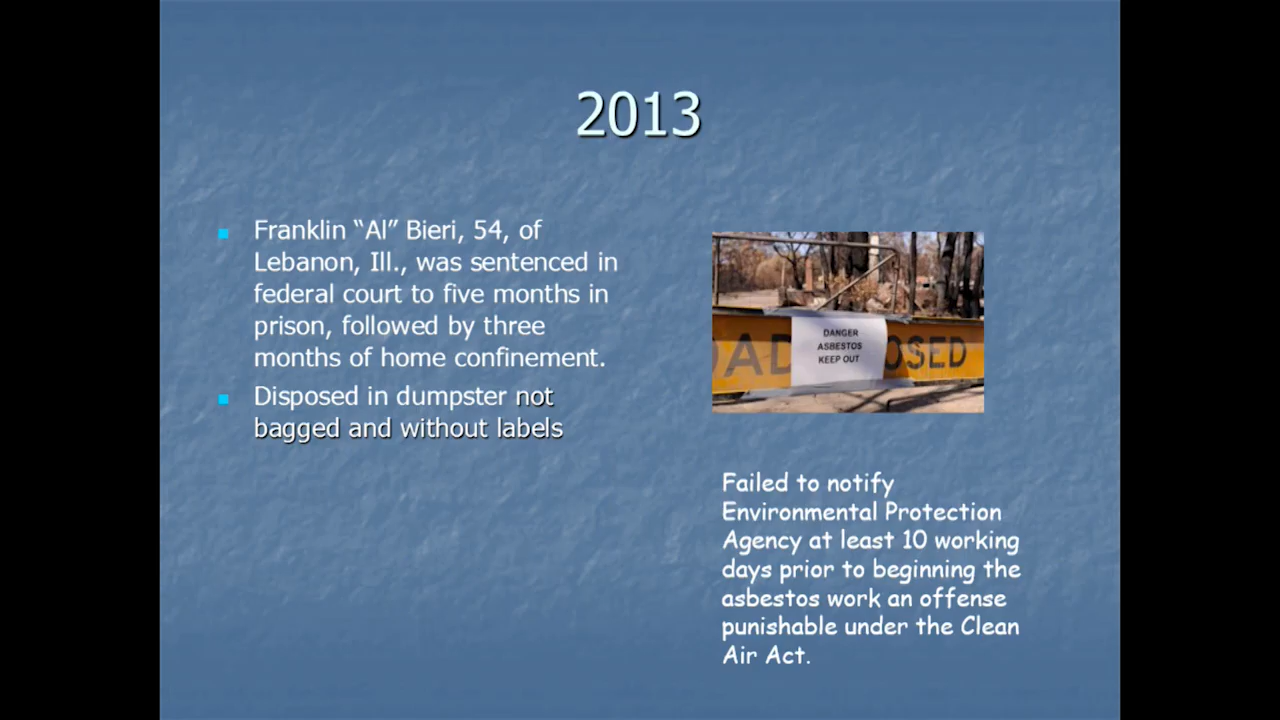 2013
Franklin “Al” Bieri, 54, of
Lebanon, Ill., was sentenced in
federal court to five months in
prison, followed by three
months of home confinement.
Disposed in dumpster not
bagged and without labels
DANGER
ASBESTOS
KEEP OUT
OAD
OSED
Failed to notify
Environmental Protection
Agency at least 10 working
days prior to beginning the
asbestos work an offense
punishable under the Clean
Air Act.